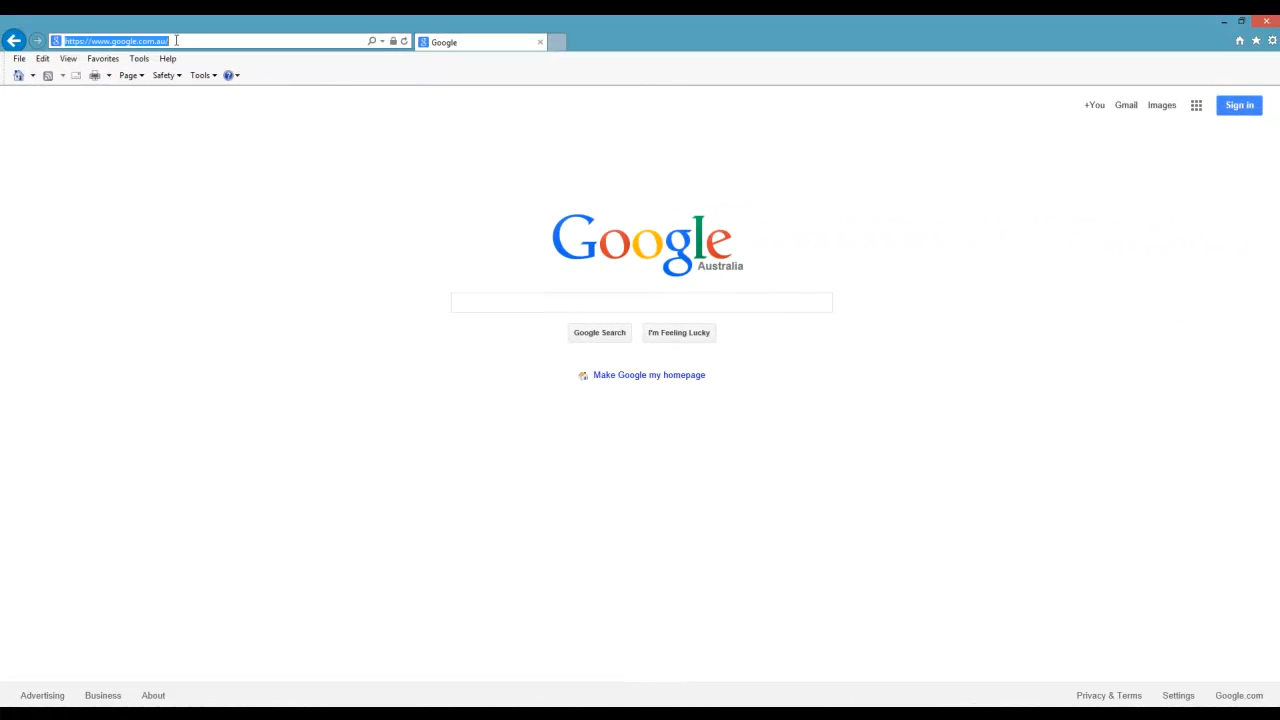 https://www.google.com.au/
Google
File Edit View Favorites Tools Help
Page Safety Tools
+You Gmail Images Sign in
Google
Australia
Google Search I'm Feeling Lucky
Make Google my homepage
Advertising Business About Privacy & Terms Settings Google.com